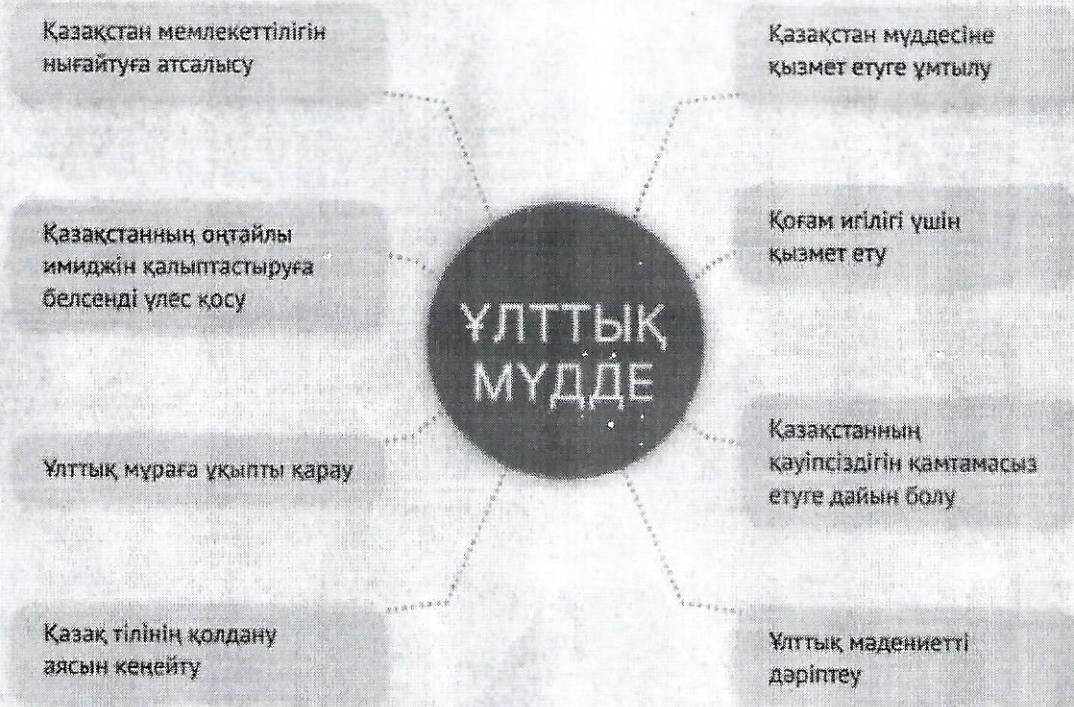 Қазақстан мемлекеттілігін
нығайтуға атсалысу
Қазақстанның оңтайлы
имиджін қалыптастыруға
белсенді үлес қосу
Ұлттық мұраға ұқыпты қарау
Қазақ тілінің қолдану
аясын кеңейту
ҰЛТТЫҚ
МҮДДЕ
Қазақстан мүддесіне
қызмет етуге ұмтылу
Қоғам игілігі үшін
қызмет ету
Қазақстанның
қауіпсіздігін қамтамасыз
етуге дайын болу
Ұлттық мәдениетті
дәріптеу